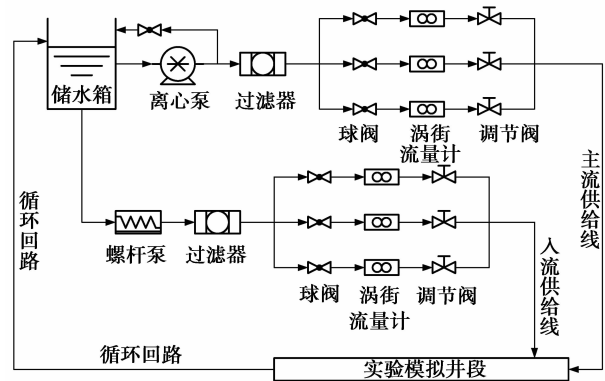 储水箱
离心泵
过滤器
球阀
涡街
流量计
调节阀
主流供给线
循环回路
螺杆泵
过滤器
球阀
涡街
流量计
调节阀
入流供给线
循环回路
实验模拟井段